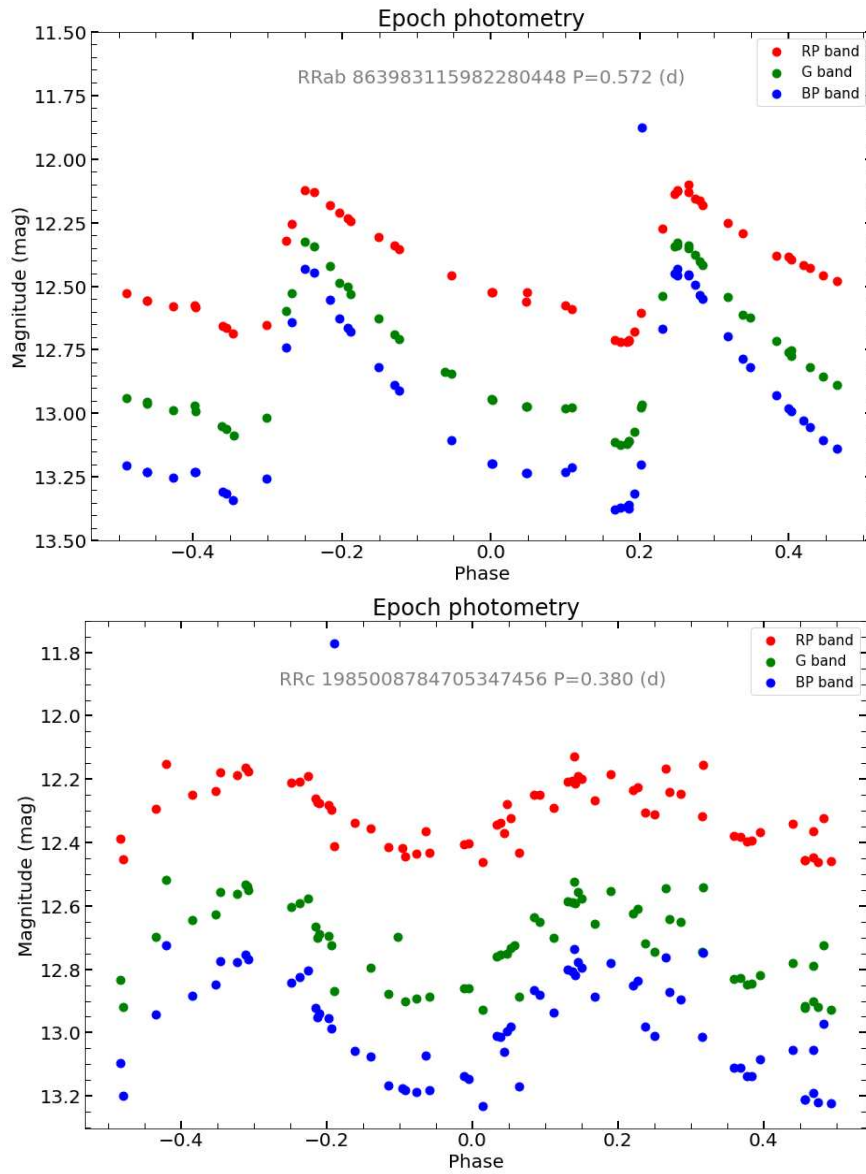 Epoch photometry
RRab 863983115982280448 P=0.572 (d)
RP band
G band
BP band
Magnitude (mag)
11.50
11.75
12.00
12.25
12.50
12.75
13.00
13.25
13.50
−0.4
−0.2
0.0
0.2
0.4
Phase
Epoch photometry
RRc 1985008784705347456 P=0.380 (d)
RP band
G band
BP band
Magnitude (mag)
11.8
12.0
12.2
12.4
12.6
12.8
13.0
13.2
−0.4
−0.2
0.0
0.2
0.4
Phase